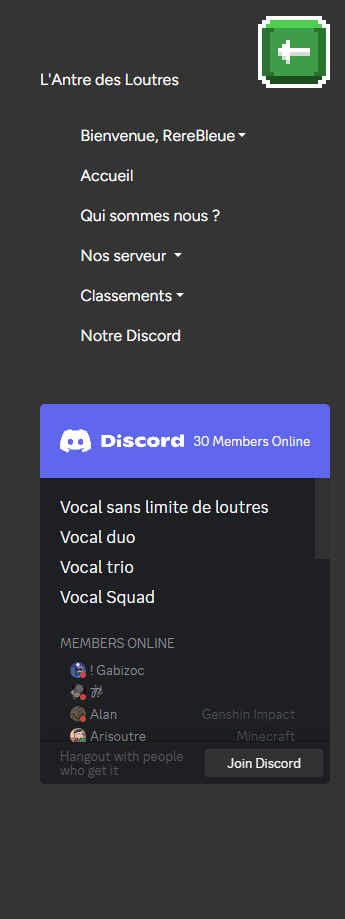 L'Antre des Loutres
Bienvenue, RereBleue
Accueil
Qui sommes nous ?
Nos serveur
Classements
Notre Discord
Discord 30 Members Online
Vocal sans limite de loutres
Vocal duo
Vocal trio
Vocal Squad
MEMBERS ONLINE
! Gabizoc
Alan Genshin Impact
Arisoutre Minecraft
Hangout with people
who get it
Join Discord